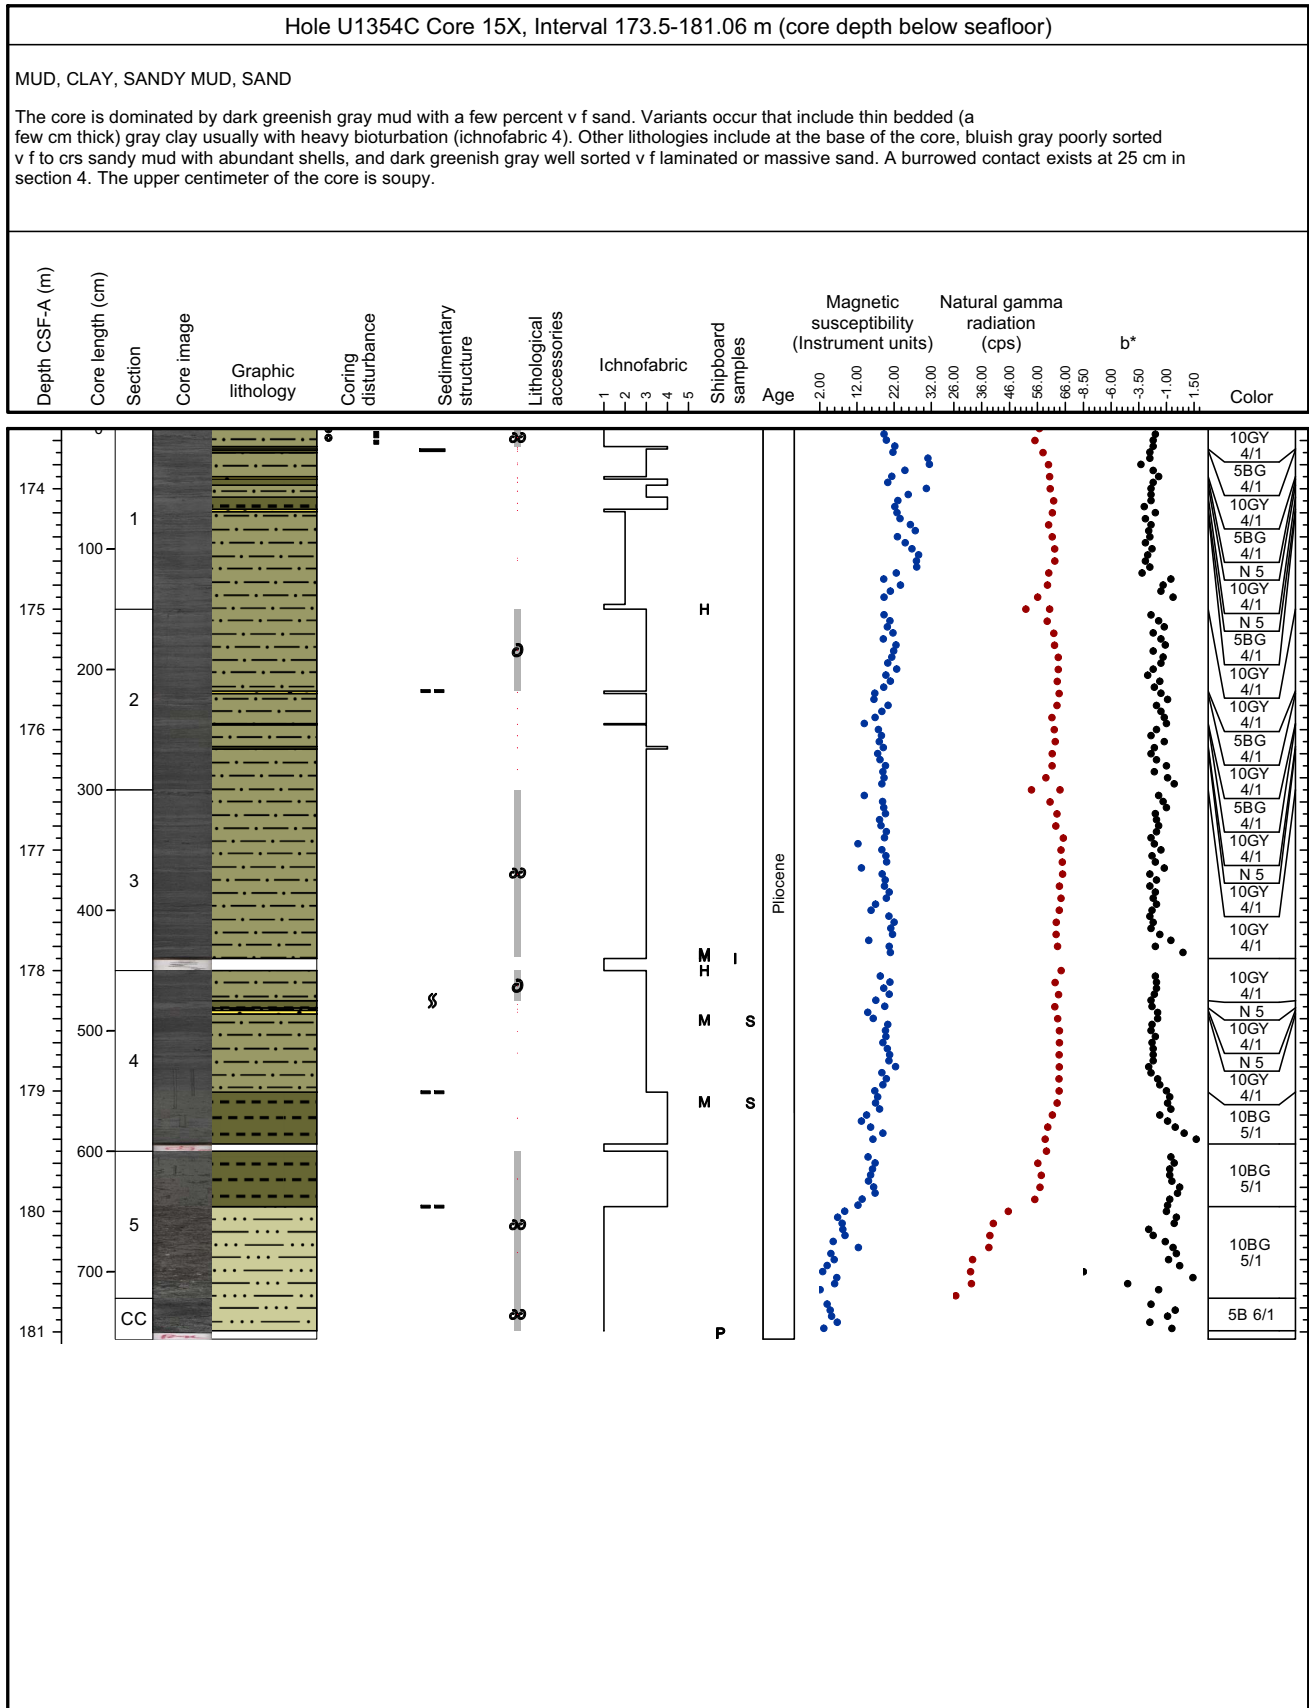 Hole U1354C Core 15X, Interval 173.5-181.06 m (core depth below seafloor)
MUD, CLAY, SANDY MUD, SAND
The core is dominated by dark greenish gray mud with a few percent v f sand. Variants occur that include thin bedded (a
few cm thick) gray clay usually with heavy bioturbation (ichnofabric 4). Other lithologies include at the base of the core, bluish gray poorly sorted
v f to crs sandy mud with abundant shells, and dark greenish gray well sorted v f laminated or massive sand. A burrowed contact exists at 25 cm in
section 4. The upper centimeter of the core is soupy.
Depth CSF-A (m)
Core length (cm)
Section
Core image
Graphic
lithology
Coring
disturbance
Sedimentary
structure
Lithological
accessories
Ichnofabric
1 2 3 4 5
Shipboard
samples
Age
Magnetic
susceptibility
(Instrument units)
2.00 12.00 22.00 32.00
Natural gamma
radiation
(cps)
26.00 36.00 46.00 56.00 66.00
b*
-8.50 -6.00 -3.50 -1.00 1.50
Color
174
175
176
177
178
179
180
181
0
100
200
300
400
500
600
700
1
2
3
4
5
CC
H
M I
H
M S
M S
P
Pliocene
10GY
4/1
5BG
4/1
10GY
4/1
5BG
4/1
N 5
10GY
4/1
N 5
5BG
4/1
10GY
4/1
10GY
4/1
5BG
4/1
10GY
4/1
5BG
4/1
10GY
4/1
N 5
10GY
4/1
10GY
4/1
10GY
4/1
N 5
10GY
4/1
N 5
10GY
4/1
10BG
5/1
10BG
5/1
10BG
5/1
5B 6/1